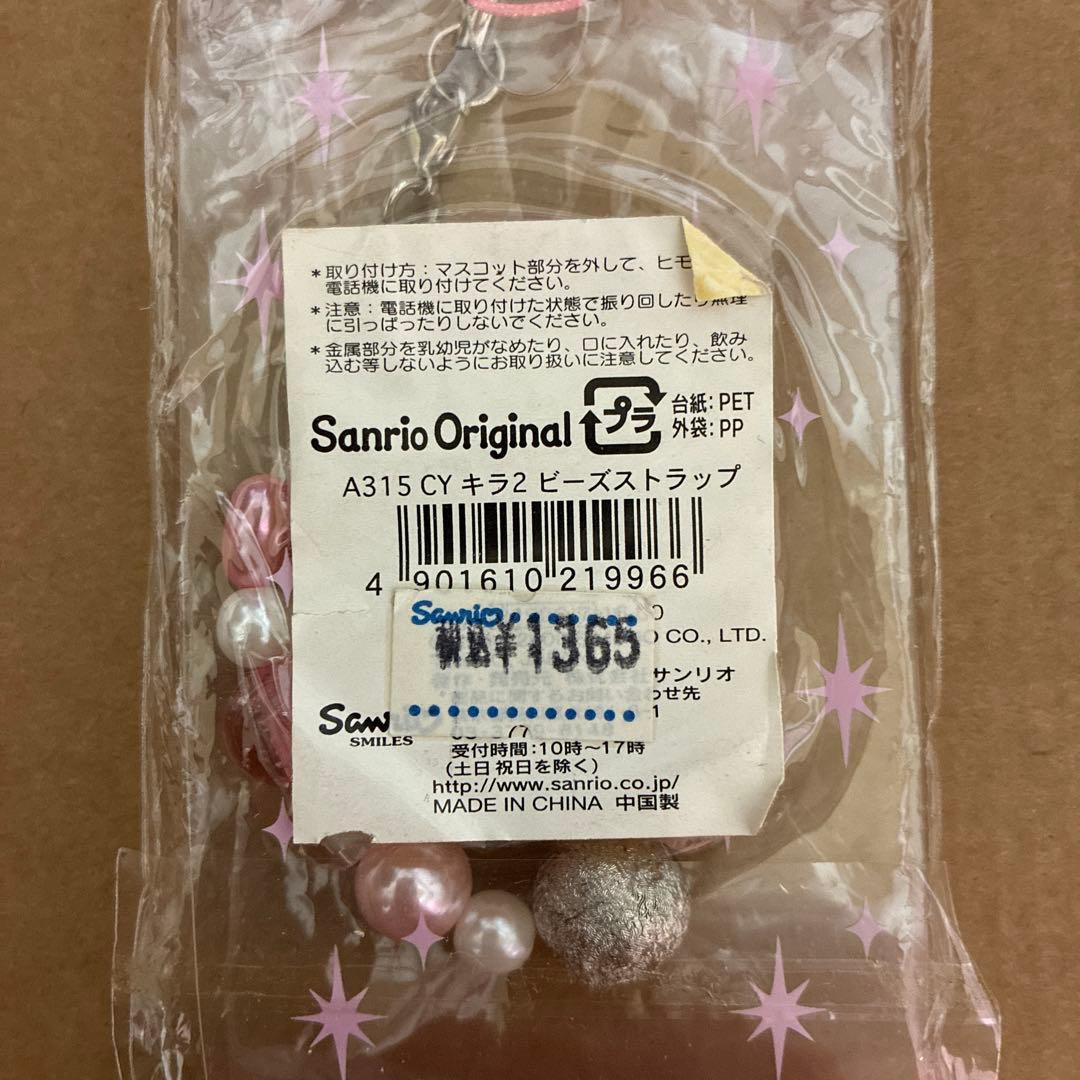 *取り付け方：マスコット部分を外して、ヒモ
電話機に取り付けてください。
*注意：電話機に取り付けた状態で振り回したり無理
に引っぱったりしないでください。
*金属部分を乳幼児がなめたり、口に入れたり、飲み
込む等しないようにお取り扱いに注意してください。
Sanrio Original
プラ
台紙：PET
外袋：PP
A315 CY キラ2 ビーズストラップ
4 901610 219966
Sanrio
税込¥1365
CO., LTD.
サンリオ
わせ先
SMILES
受付時間：10時～17時
(土日祝日を除く)
http://www.sanrio.co.jp/
MADE IN CHINA 中国製